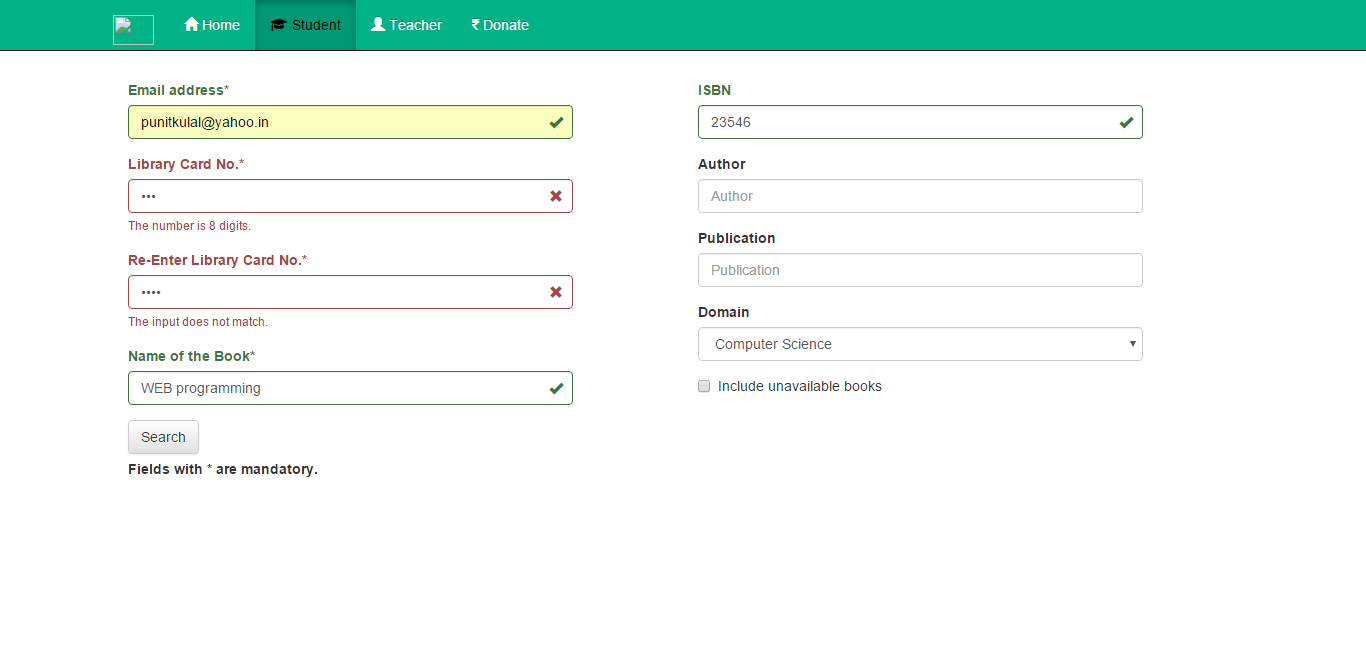 Home Student Teacher ₹ Donate
Email address*
punitkulal@yahoo.in
Library Card No.*
•••
The number is 8 digits.
Re-Enter Library Card No.*
••••
The input does not match.
Name of the Book*
WEB programming
Search
Fields with * are mandatory.
ISBN
23546
Author
Author
Publication
Publication
Domain
Computer Science
Include unavailable books